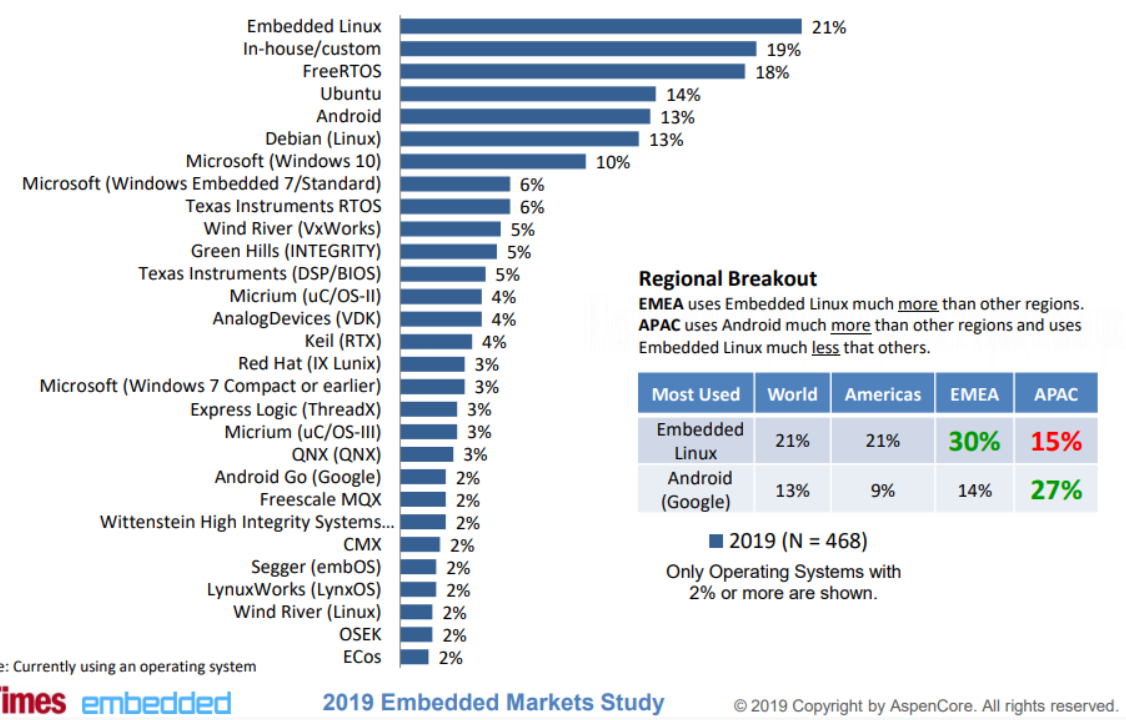 Embedded Linux 21%
In-house/custom 19%
FreeRTOS 18%
Ubuntu 14%
Android 13%
Debian (Linux) 13%
Microsoft (Windows 10) 10%
Microsoft (Windows Embedded 7/Standard) 6%
Texas Instruments RTOS 6%
Wind River (VxWorks) 5%
Green Hills (INTEGRITY) 5%
Texas Instruments (DSP/BIOS) 5%
Micrium (uC/OS-II) 4%
AnalogDevices (VDK) 4%
Keil (RTX) 4%
Red Hat (IX Lunix) 3%
Microsoft (Windows 7 Compact or earlier) 3%
Express Logic (ThreadX) 3%
Micrium (uC/OS-III) 3%
QNX (QNX) 3%
Android Go (Google) 2%
Freescale MQX 2%
Wittenstein High Integrity Systems... 2%
CMX 2%
Segger (embOS) 2%
LynuxWorks (LynxOS) 2%
Wind River (Linux) 2%
OSEK 2%
ECos 2%
Regional Breakout
EMEA uses Embedded Linux much more than other regions.
APAC uses Android much more than other regions and uses
Embedded Linux much less that others.
Most Used World Americas EMEA APAC
Embedded
Linux 21% 21% 30% 15%
Android
(Google) 13% 9% 14% 27%
2019 (N = 468)
Only Operating Systems with
2% or more are shown.
e: Currently using an operating system
Times embedded
2019 Embedded Markets Study
© 2019 Copyright by AspenCore. All rights reserved.